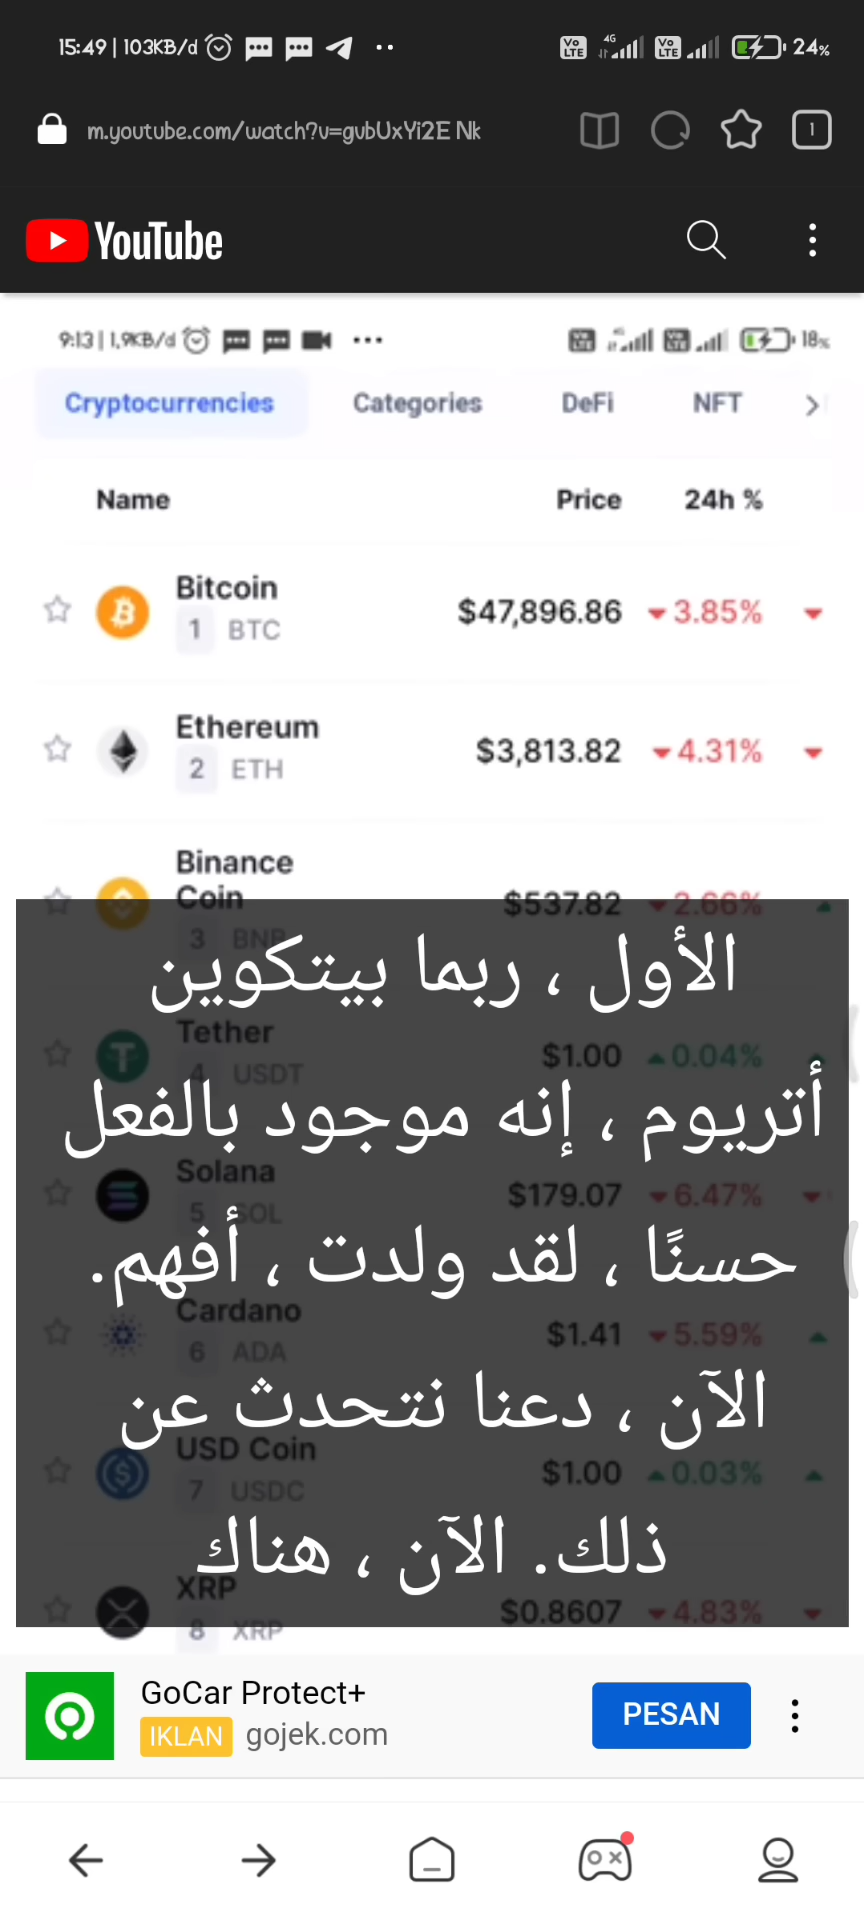 15:49 | 103KB/d 4G 24%
m.youtube.com/watch?v=gvbUxYi2E Nk 1
YouTube
9:13 | 1,9KB/d 18%
Cryptocurrencies Categories DeFi NFT
Name Price 24h %
Bitcoin
1 BTC $47,896.86 3.85%
Ethereum
2 ETH $3,813.82 4.31%
Binance
Coin $537.82 2.66%
3 BNB
الأول ، ربما بيتكوين
Tether
4 USDT $1.00 0.04%
أتريوم ، إنه موجود بالفعل
Solana
5 SOL $179.07 6.47%
حسنًا ، لقد ولدت ، أفهم.
Cardano
6 ADA $1.41 5.59%
الآن ، دعنا نتحدث عن
USD Coin
7 USDC $1.00 0.03%
ذلك. الآن ، هناك
XRP
8 XRP $0.8607 4.83%
GoCar Protect+
IKLAN gojek.com
PESAN